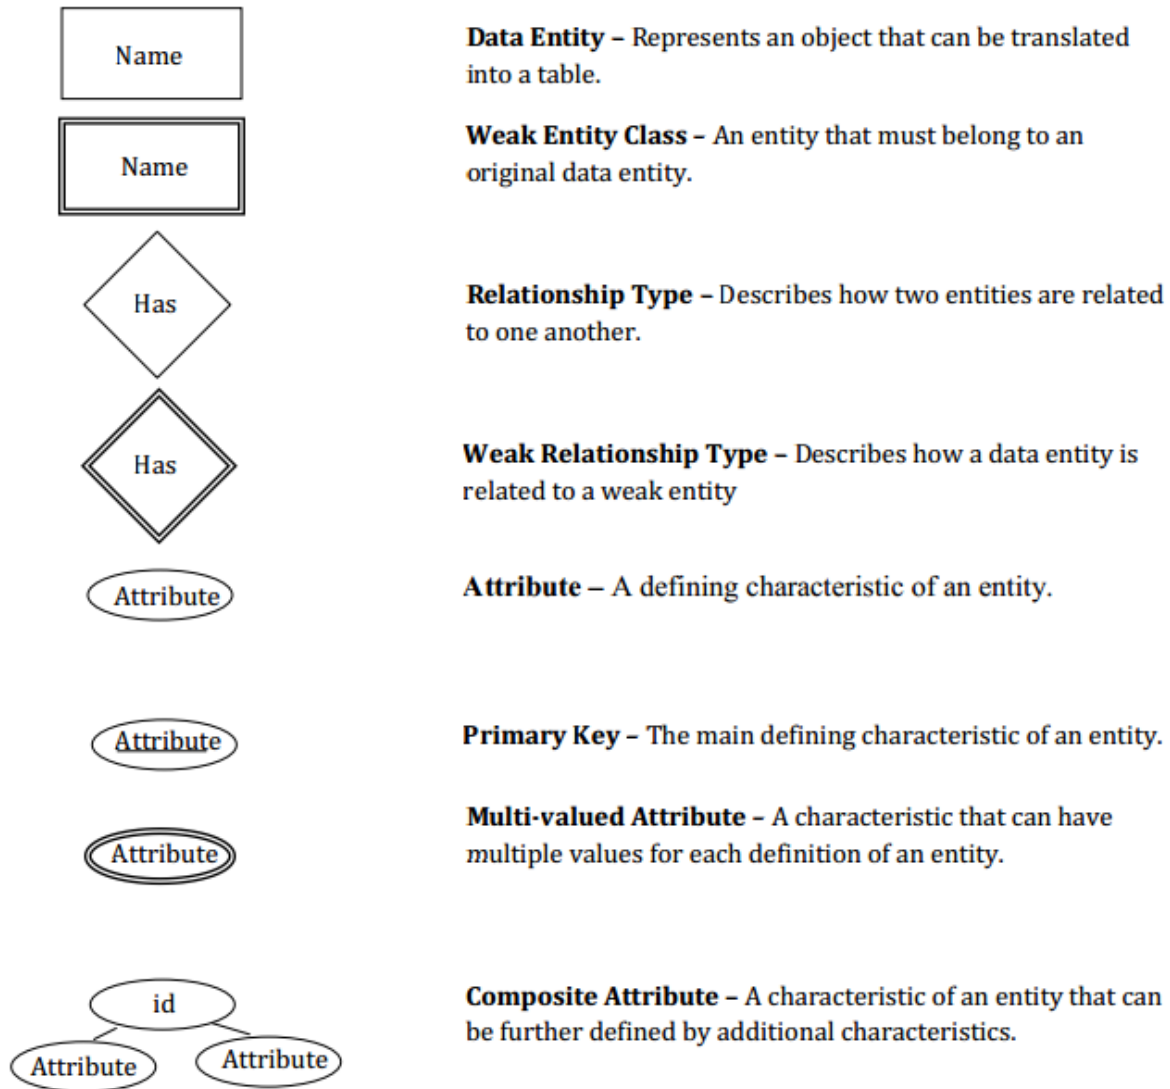 Name
Data Entity – Represents an object that can be translated
into a table.
Name
Weak Entity Class – An entity that must belong to an
original data entity.
Has
Relationship Type – Describes how two entities are related
to one another.
Has
Weak Relationship Type – Describes how a data entity is
related to a weak entity
Attribute
Attribute – A defining characteristic of an entity.
Attribute
Primary Key – The main defining characteristic of an entity.
Attribute
Multi-valued Attribute – A characteristic that can have
multiple values for each definition of an entity.
id
Attribute
Attribute
Composite Attribute – A characteristic of an entity that can
be further defined by additional characteristics.